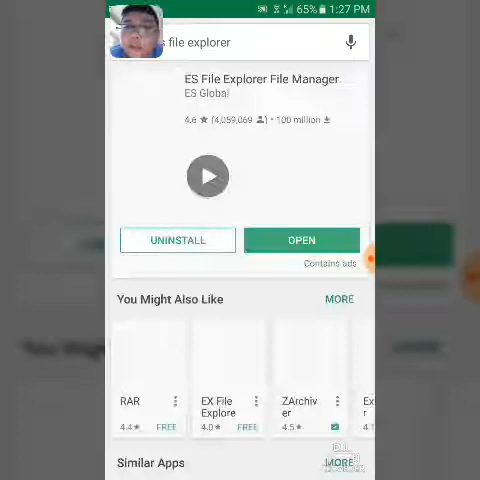 65% 1:27 PM
s file explorer
ES File Explorer File Manager
ES Global
4.6 ★ (4,059,069) • 100 million
UNINSTALL
OPEN
Contains ads
You Might Also Like
MORE
RAR
EX File Explore
ZArchiv er
Ex r
4.4★ FREE
4.0★ FREE
4.5★
4.1
Similar Apps
MORE